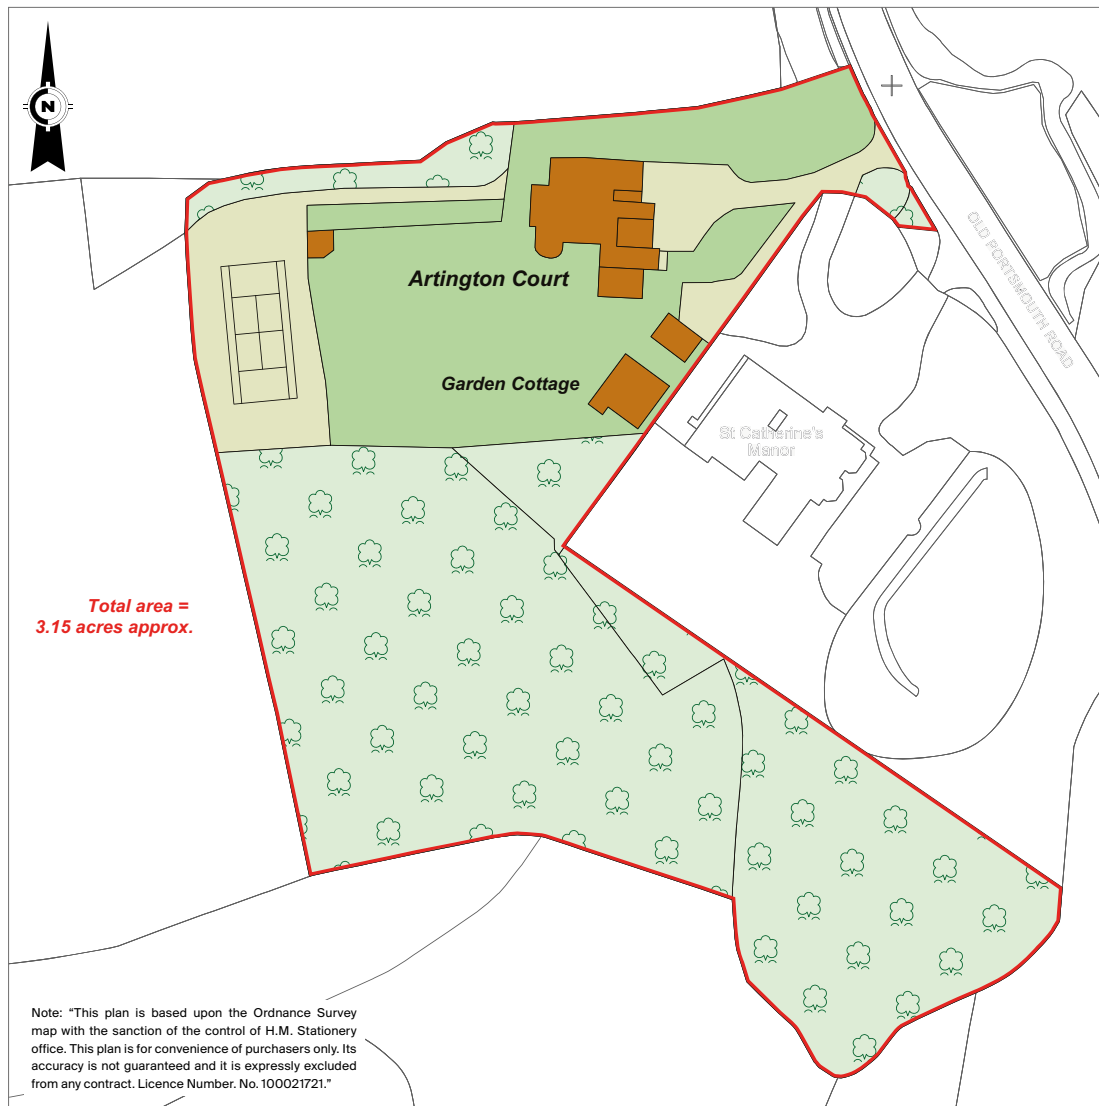 N
OLD PORTSMOUTH ROAD
Artington Court
Garden Cottage
St Catherine's
Manor
Total area =
3.15 acres approx.
Note: “This plan is based upon the Ordnance Survey
map with the sanction of the control of H.M. Stationery
office. This plan is for convenience of purchasers only. Its
accuracy is not guaranteed and it is expressly excluded
from any contract. Licence Number. No. 100021721.”